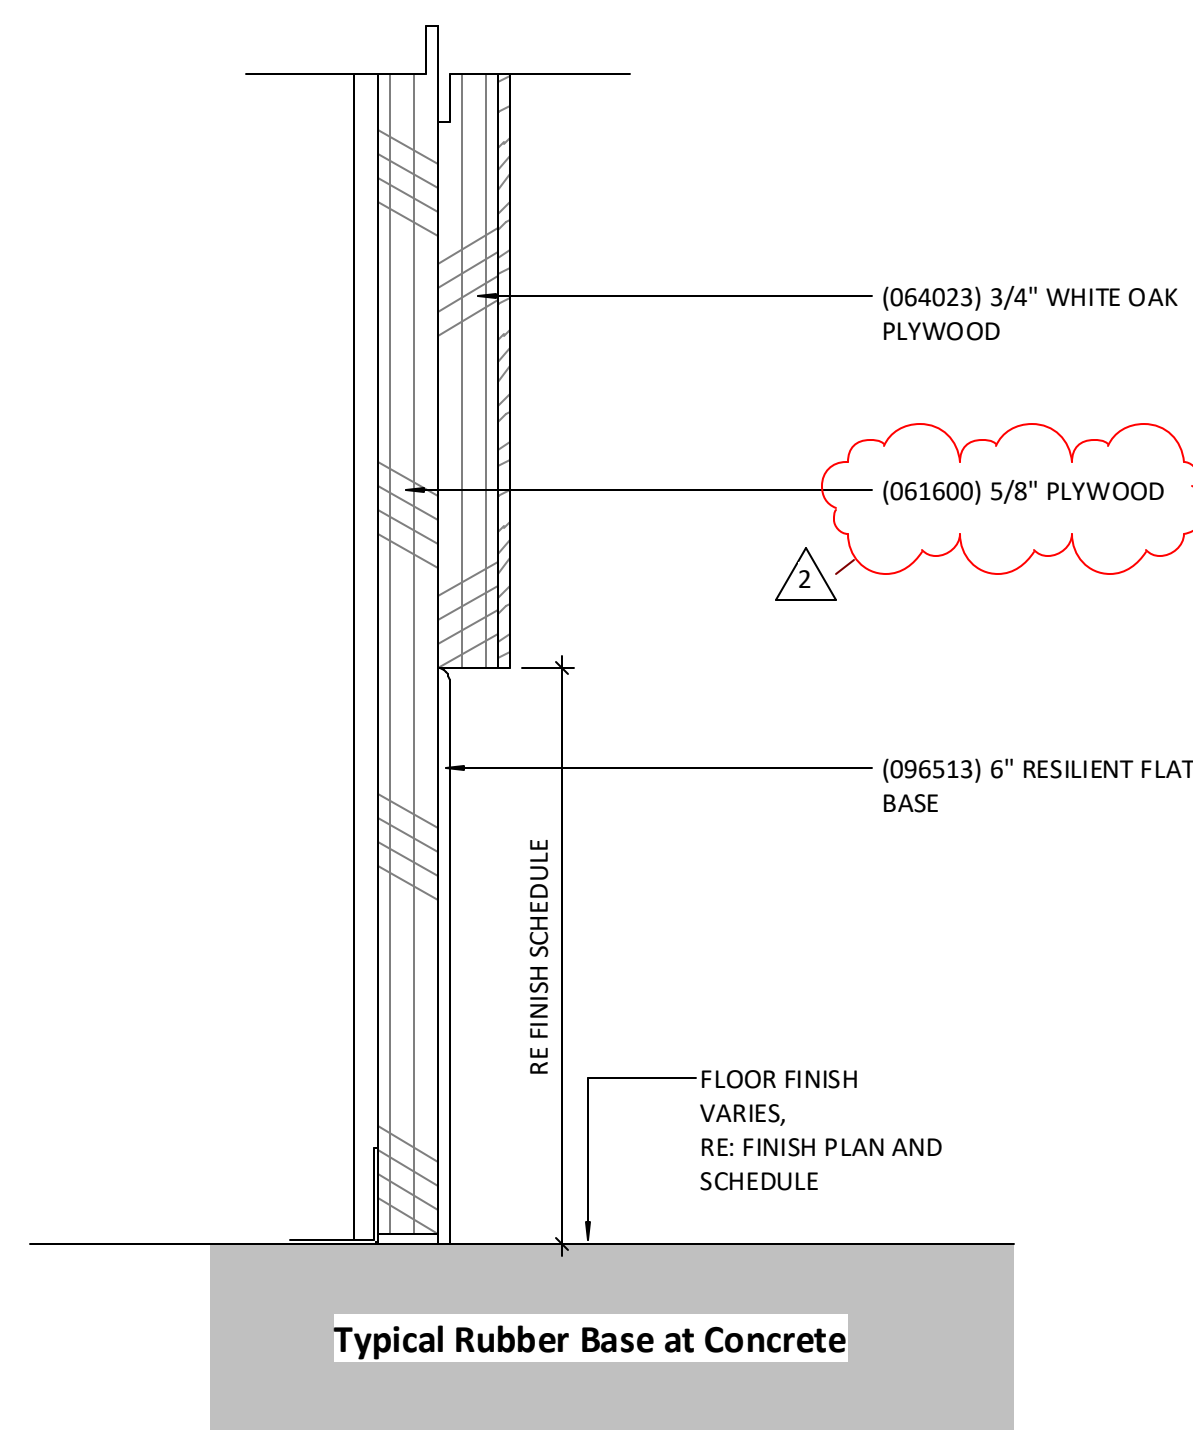 (064023) 3/4" WHITE OAK
PLYWOOD
(061600) 5/8" PLYWOOD
2
(096513) 6" RESILIENT FLAT
BASE
RE FINISH SCHEDULE
FLOOR FINISH
VARIES,
RE: FINISH PLAN AND
SCHEDULE
Typical Rubber Base at Concrete